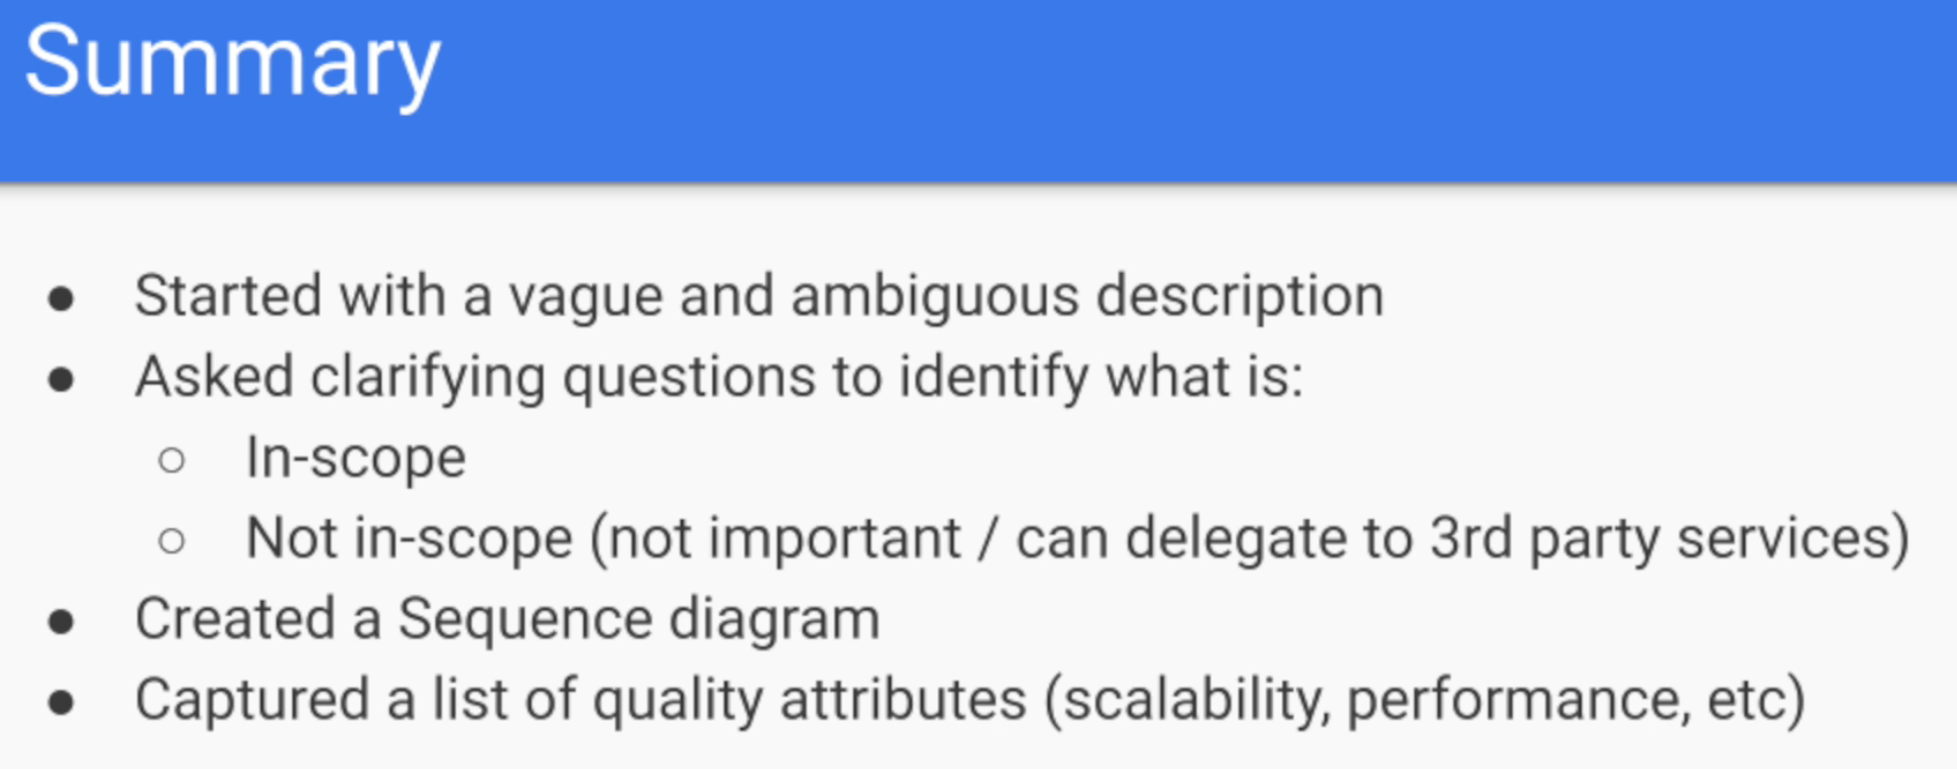 Summary
● Started with a vague and ambiguous description
● Asked clarifying questions to identify what is:
○ In-scope
○ Not in-scope (not important / can delegate to 3rd party services)
● Created a Sequence diagram
● Captured a list of quality attributes (scalability, performance, etc)